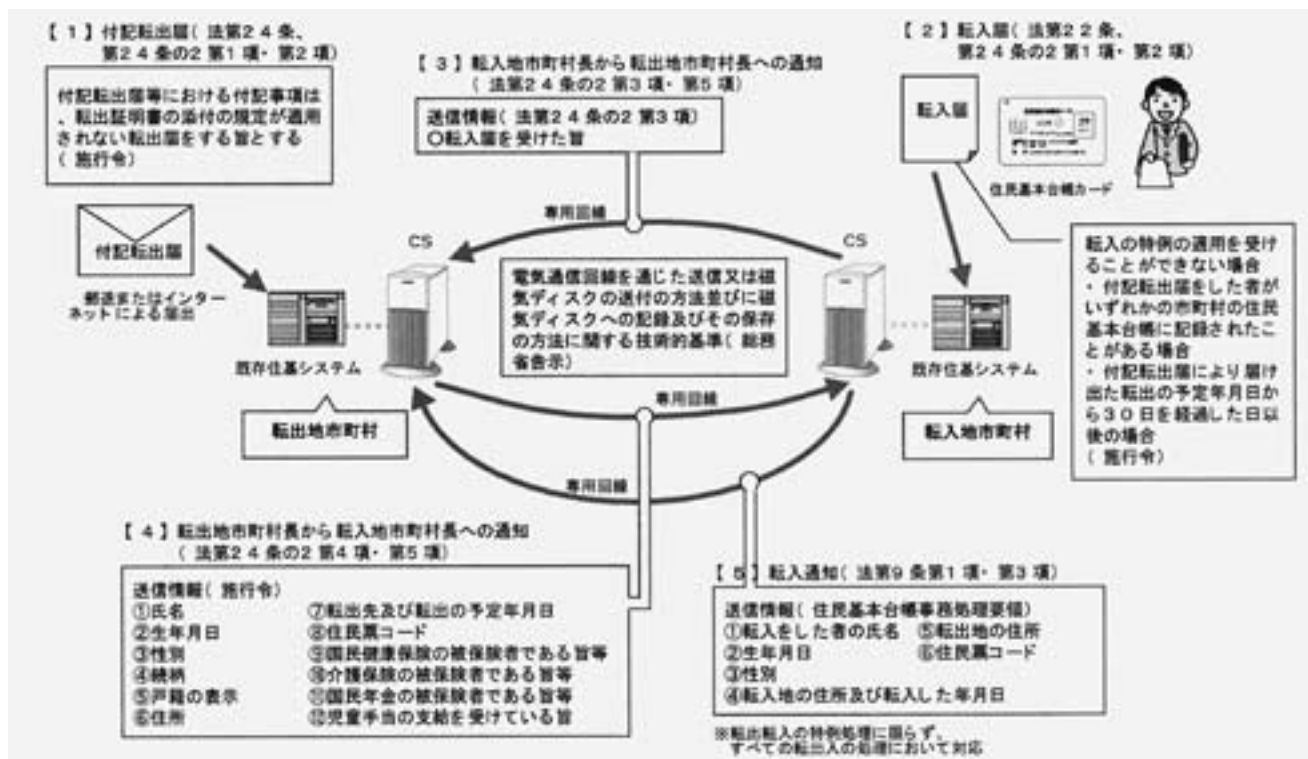 【１】付記転出届（法第２４条、
第２４条の２第１項・第２項）
付記転出届等における付記事項は
、転出証明書の添付の規定が適用
されない転出届をする旨とする
（施行令）
付記転出届
郵送またはインター
ネットによる届出
既存住基システム
CS
転出地市町村
【３】転入地市町村長から転出地市町村長への通知
（法第２４条の２第３項・第５項）
送信情報（法第２４条の２第３項）
○転入届を受けた旨
専用回線
電気通信回線を通じた送信又は磁
気ディスクの送付の方法並びに磁
気ディスクへの記録及びその保存
の方法に関する技術的基準（総務
省告示）
専用回線
専用回線
【２】転入届（法第２２条、
第２４条の２第１項・第２項）
転入届
住民基本台帳カード
CS
既存住基システム
転入地市町村
転入の特例の適用を受け
ることができない場合
・付記転出届をした者が
いずれかの市町村の住民
基本台帳に記録されたこ
とがある場合
・付記転出届により届け
出た転出の予定年月日か
ら３０日を経過した日以
後の場合
（施行令）
【４】転出地市町村長から転入地市町村長への通知
（法第２４条の２第４項・第５項）
送信情報（施行令）
①氏名
②生年月日
③性別
④続柄
⑤戸籍の表示
⑥住所
⑦転出先及び転出の予定年月日
⑧住民票コード
⑨国民健康保険の被保険者である旨等
⑩介護保険の被保険者である旨等
⑪国民年金の被保険者である旨等
⑫児童手当の支給を受けている旨
【５】転入通知（法第９条第１項・第３項）
送信情報（住民基本台帳事務処理要領）
①転入をした者の氏名
②生年月日
③性別
④転入地の住所及び転入した年月日
⑤転出地の住所
⑥住民票コード
※転出転入の特例処理に限らず、
すべての転出入の処理において対応